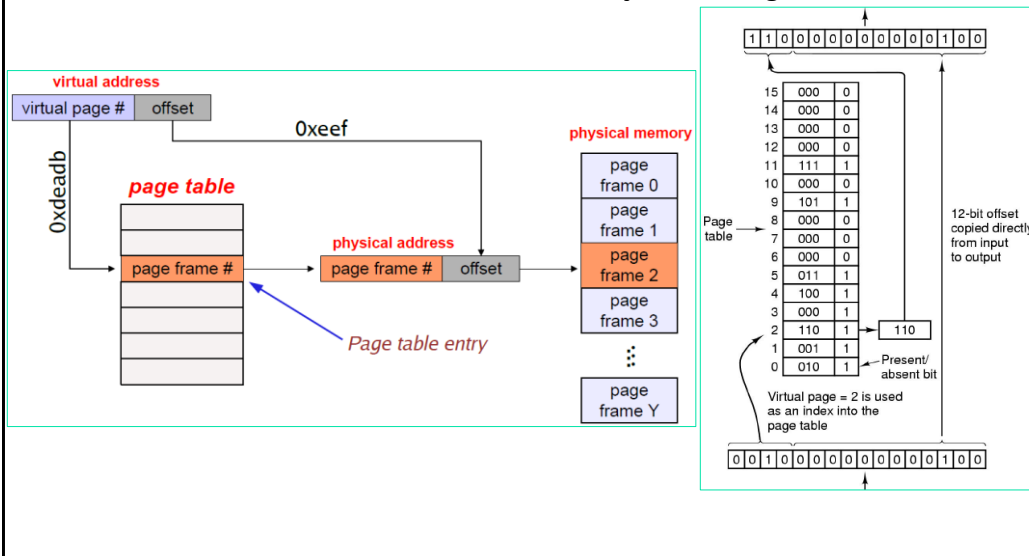 virtual address
virtual page #
offset
0xeef
0xdeadb
page table
page frame #
Page table entry
physical address
page frame #
offset
physical memory
page
frame 0
page
frame 1
page
frame 2
page
frame 3
page
frame Y
1 1 0 0 0 0 0 0 0 0 0 0 1 0 0
15 000 0
14 000 0
13 000 0
12 000 0
11 111 1
10 000 0
9 101 1
8 000 0
7 000 0
6 000 0
5 011 1
4 100 1
3 000 1
2 110 1
1 001 1
0 010 1
Page
table
110
Present/
absent bit
12-bit offset
copied directly
from input
to output
Virtual page = 2 is used
as an index into the
page table
0 0 1 0 0 0 0 0 0 0 0 0 0 1 0 0